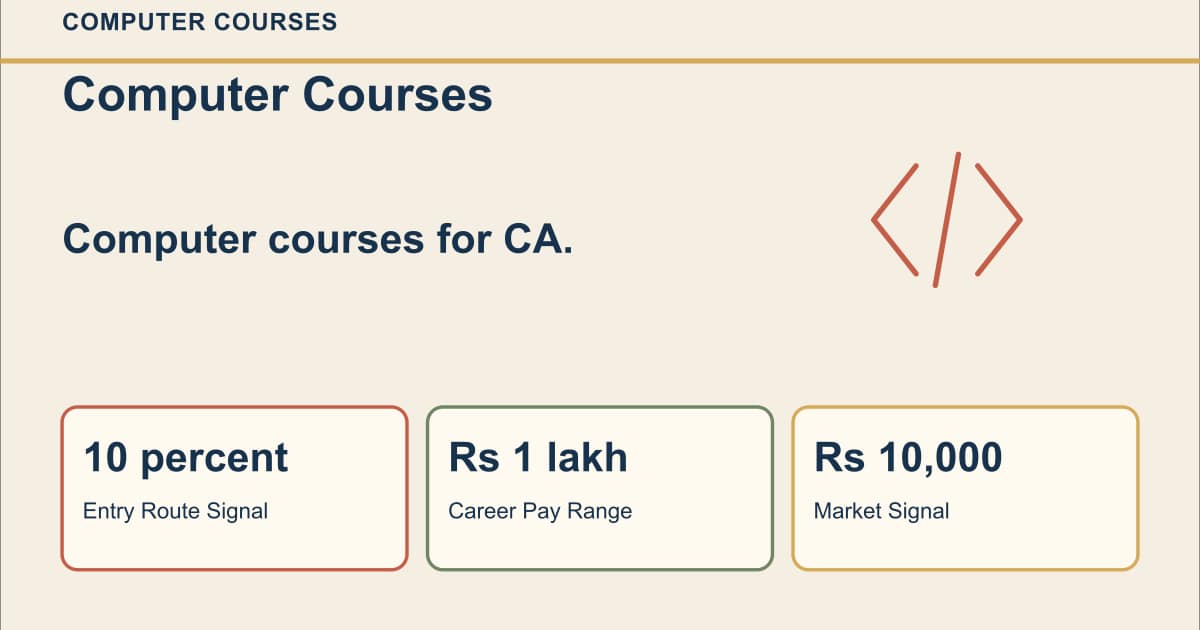 COMPUTER COURSES
Computer Courses
Computer courses for CA.
10 percent
Entry Route Signal
Rs 1 lakh
Career Pay Range
Rs 10,000
Market Signal